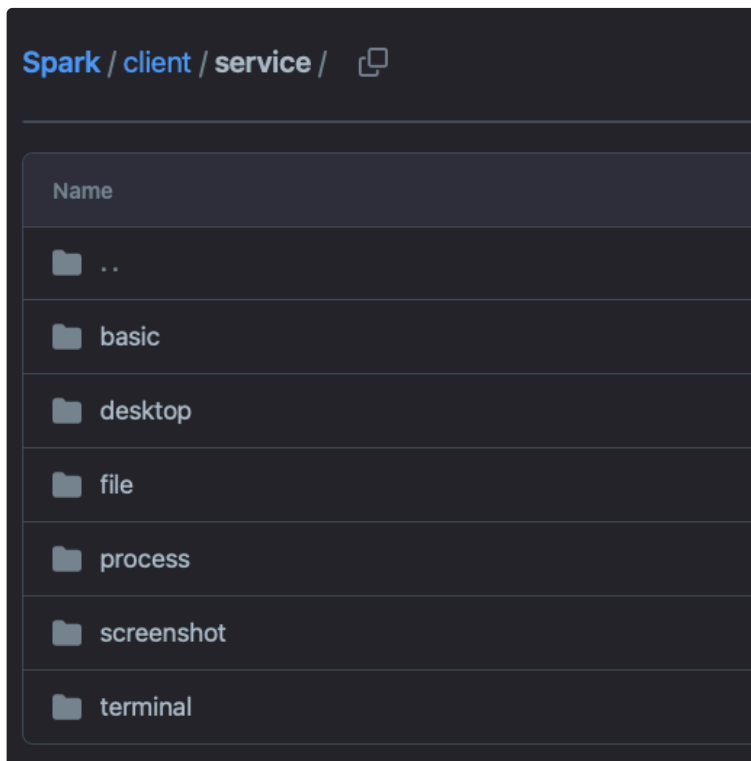 Spark / client / service /
Name
..
basic
desktop
file
process
screenshot
terminal